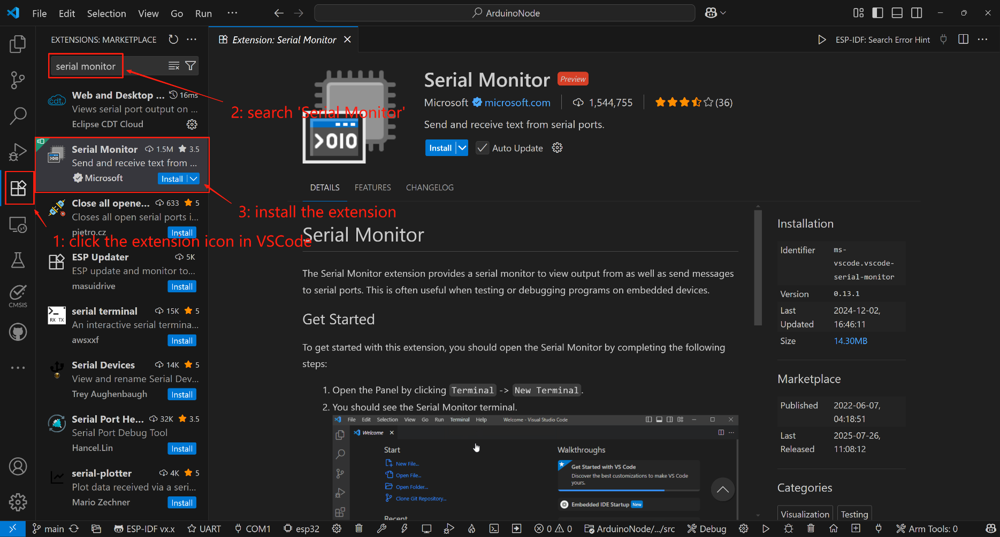 File Edit Selection View Go Run ···
ArduinoNode
EXTENSIONS: MARKETPLACE
Extension: Serial Monitor
ESP-IDF: Search Error Hint
serial monitor
Web and Desktop ... 16ms
Views serial port output on ...
Eclipse CDT Cloud
Serial Monitor 1.5M 3.5
Send and receive text from ...
Microsoft Install
Close all opene... 633 5
Closes all open serial ports i...
pietro.cz Install
ESP Updater 5K
ESP update and monitor to...
masuidrive Install
CMSIS
serial terminal 15K 5
RX TX
An interactive serial termina...
awsxxf Install
Serial Devices 14K 5
View and rename Serial Dev...
Trey Aughenbaugh Install
Serial Port He... 32K 3.5
Serial Port Debug Tool
Hancel.Lin Install
serial-plotter 4K 5
Plot data received via a seri...
Mario Zechner Install
2: search 'Serial Monitor'
3: install the extension
1: click the extension icon in VSCode
>OIO
Serial Monitor Preview
Microsoft microsoft.com 1,544,755 (36)
Send and receive text from serial ports.
Install Auto Update
DETAILS FEATURES CHANGELOG
Serial Monitor
The Serial Monitor extension provides a serial monitor to view output from as well as send messages
to serial ports. This is often useful when testing or debugging programs on embedded devices.
Get Started
To get started with this extension, you should open the Serial Monitor by completing the following
steps:
1. Open the Panel by clicking Terminal -> New Terminal.
2. You should see the Serial Monitor terminal.
File Edit Selection View Go Run Terminal Help Welcome - Visual Studio Code
Welcome
Start
New File...
Open File...
Open Folder...
Clone Git Repository...
Recent
Walkthroughs
Get Started with VS Code
Discover the best customizations to make VS Code
yours.
Embedded IDE Startup New
Installation
Identifier ms-
vscode.vscode-
serial-monitor
Version 0.13.1
Last 2024-12-02,
Updated 16:46:11
Size 14.30MB
Marketplace
Published 2022-06-07,
04:18:51
Last 2025-07-26,
Released 11:08:12
Categories
Visualization Testing
main ESP-IDF vx.x UART COM1 esp32 0 0 ArduinoNode/.../src Debug Arm Tools: 0